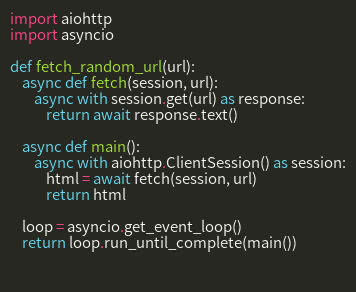 import aiohttp
import asyncio

def fetch_random_url(url):
    async def fetch(session, url):
        async with session.get(url) as response:
            return await response.text()

    async def main():
        async with aiohttp.ClientSession() as session:
            html = await fetch(session, url)
            return html

    loop = asyncio.get_event_loop()
    return loop.run_until_complete(main())